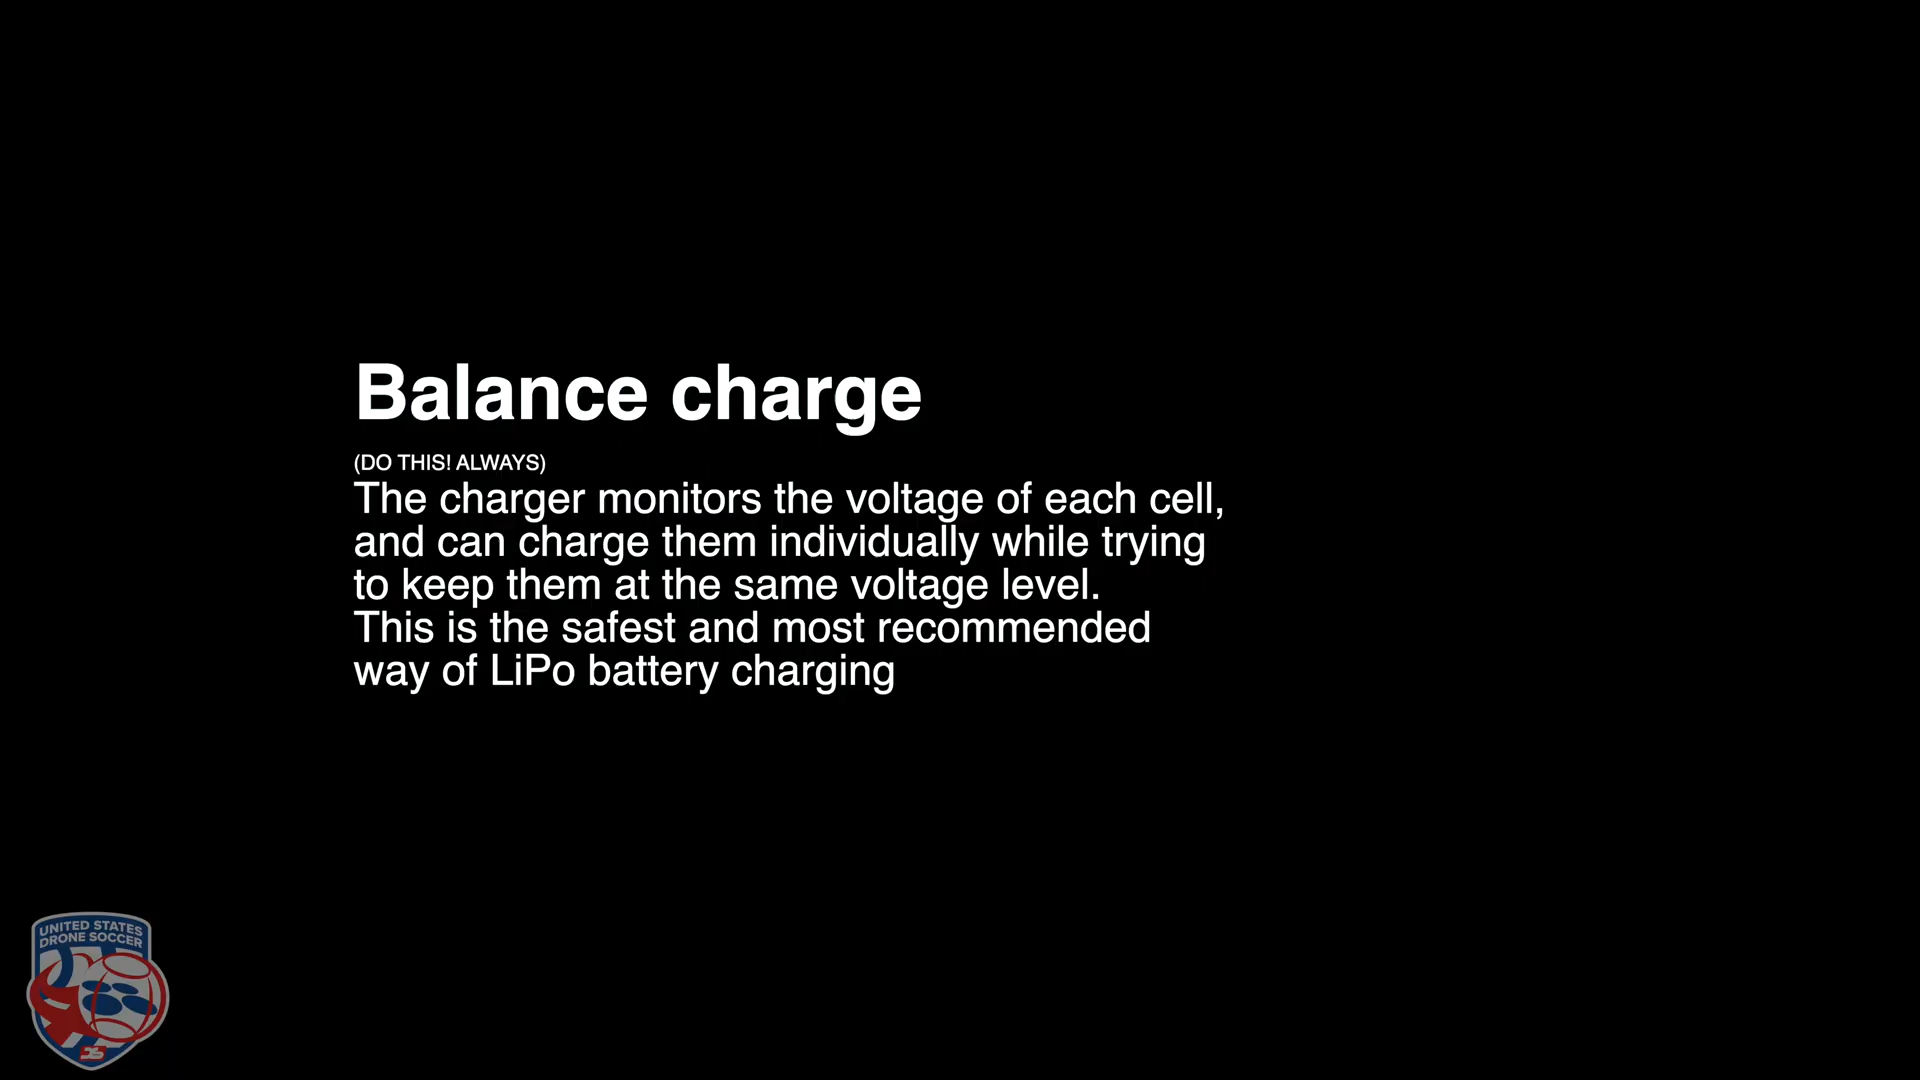 Balance charge
(DO THIS! ALWAYS)
The charger monitors the voltage of each cell,
and can charge them individually while trying
to keep them at the same voltage level.
This is the safest and most recommended
way of LiPo battery charging
UNITED STATES
DRONE SOCCER